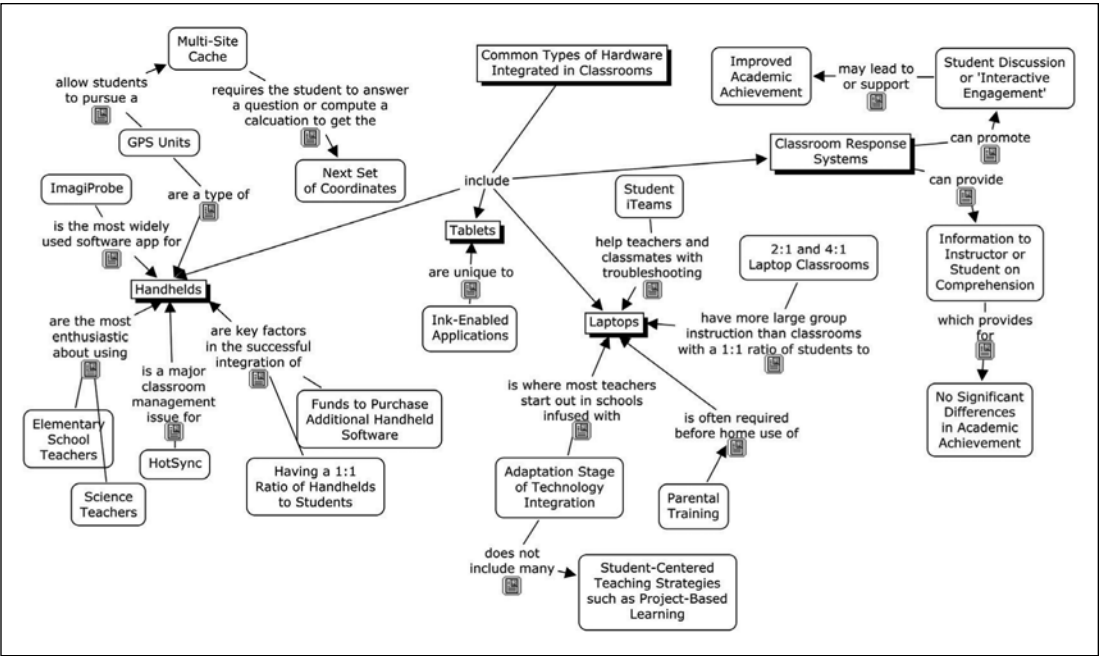 Multi-Site
Cache
Common Types of Hardware
Integrated in Classrooms
Improved
Academic
Achievement
may lead to
or support
Student Discussion
or 'Interactive
Engagement'
allow students
to pursue a
requires the student to answer
a question or compute a
calcuation to get the
GPS Units
Next Set
of Coordinates
include
Classroom Response
Systems
can promote
can provide
ImagiProbe
are a type of
is the most widely
used software app for
Handhelds
Tablets
are unique to
Ink-Enabled
Applications
Student
iTeams
help teachers and
classmates with
troubleshooting
Laptops
2:1 and 4:1
Laptop Classrooms
have more large group
instruction than classrooms
with a 1:1 ratio of students to
Information to
Instructor or
Student on
Comprehension
which provides
for
No Significant
Differences
in Academic
Achievement
are the most
enthusiastic
about using
is a major
classroom
management
issue for
are key factors
in the successful
integration of
Elementary
School
Teachers
Science
Teachers
HotSync
Funds to Purchase
Additional Handheld
Software
Having a 1:1
Ratio of Handhelds
to Students
is where most teachers
start out in schools
infused with
Adaptation Stage
of Technology
Integration
is often required
before home use of
Parental
Training
does not
include many
Student-Centered
Teaching Strategies
such as Project-Based
Learning